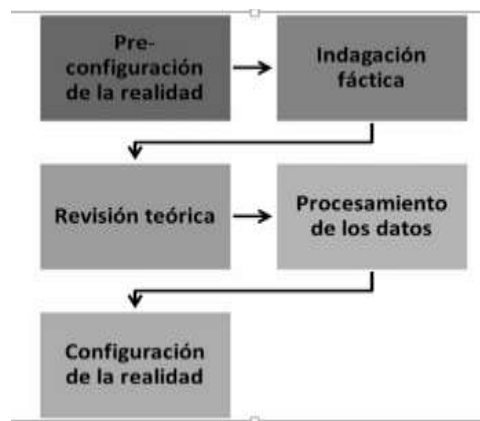 Pre-
configuración
de la realidad
Indagación
fáctica
Revisión teórica
Procesamiento
de los datos
Configuración
de la realidad